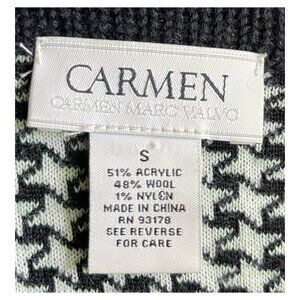 CARMEN
CARMEN MARC VALVO
S
51% ACRYLIC
48% WOOL
1% NYLON
MADE IN CHINA
RN 93178
SEE REVERSE
FOR CARE